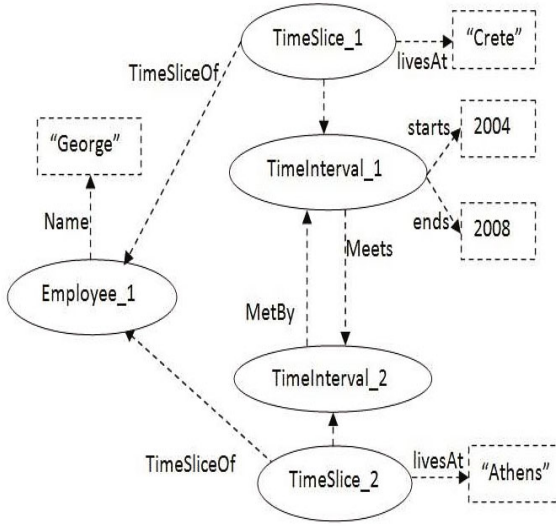 TimeSlice_1
"Crete"
livesAt
TimeSliceOf
starts
2004
"George"
TimeInterval_1
Name
ends
2008
Meets
Employee_1
MetBy
TimeInterval_2
TimeSliceOf
livesAt
"Athens"
TimeSlice_2